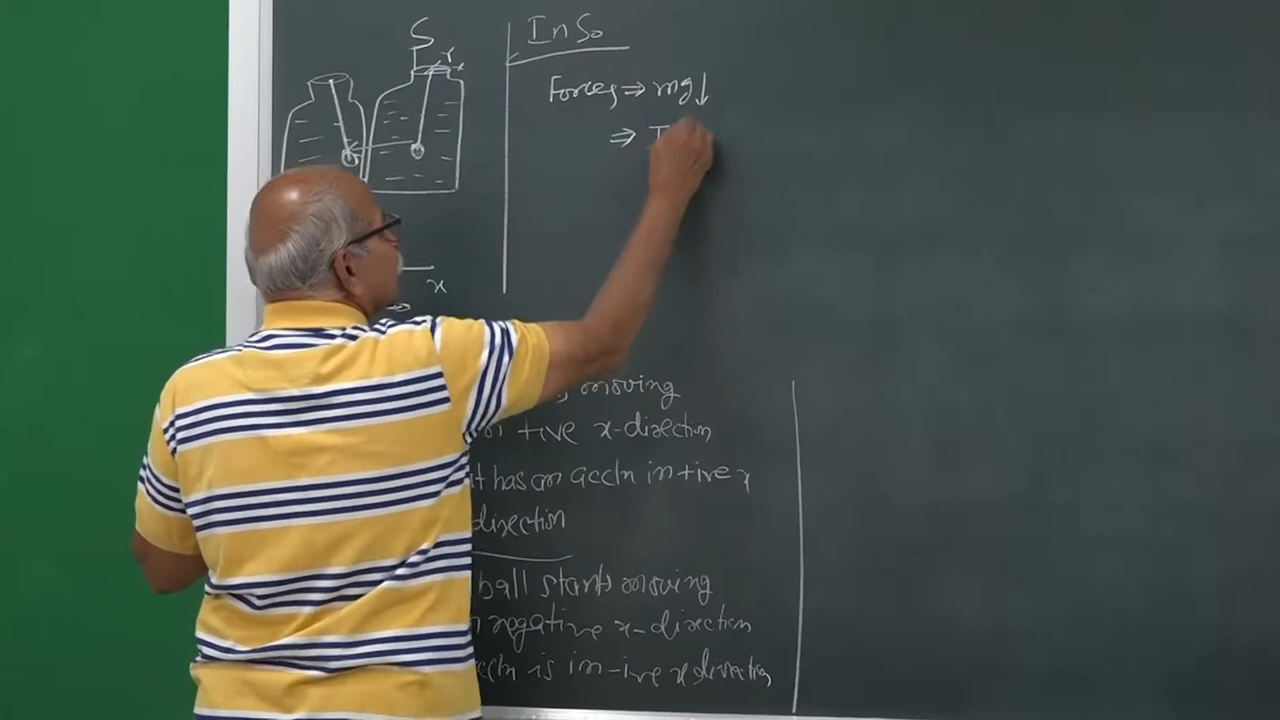 S
Y
x
x
In So
Forces ⇒ mg↓
⇒ T
moving
+ive x-direction
it has an accln in +ive x
direction
ball starts moving
negative x-direction
accln is in -ive x direction